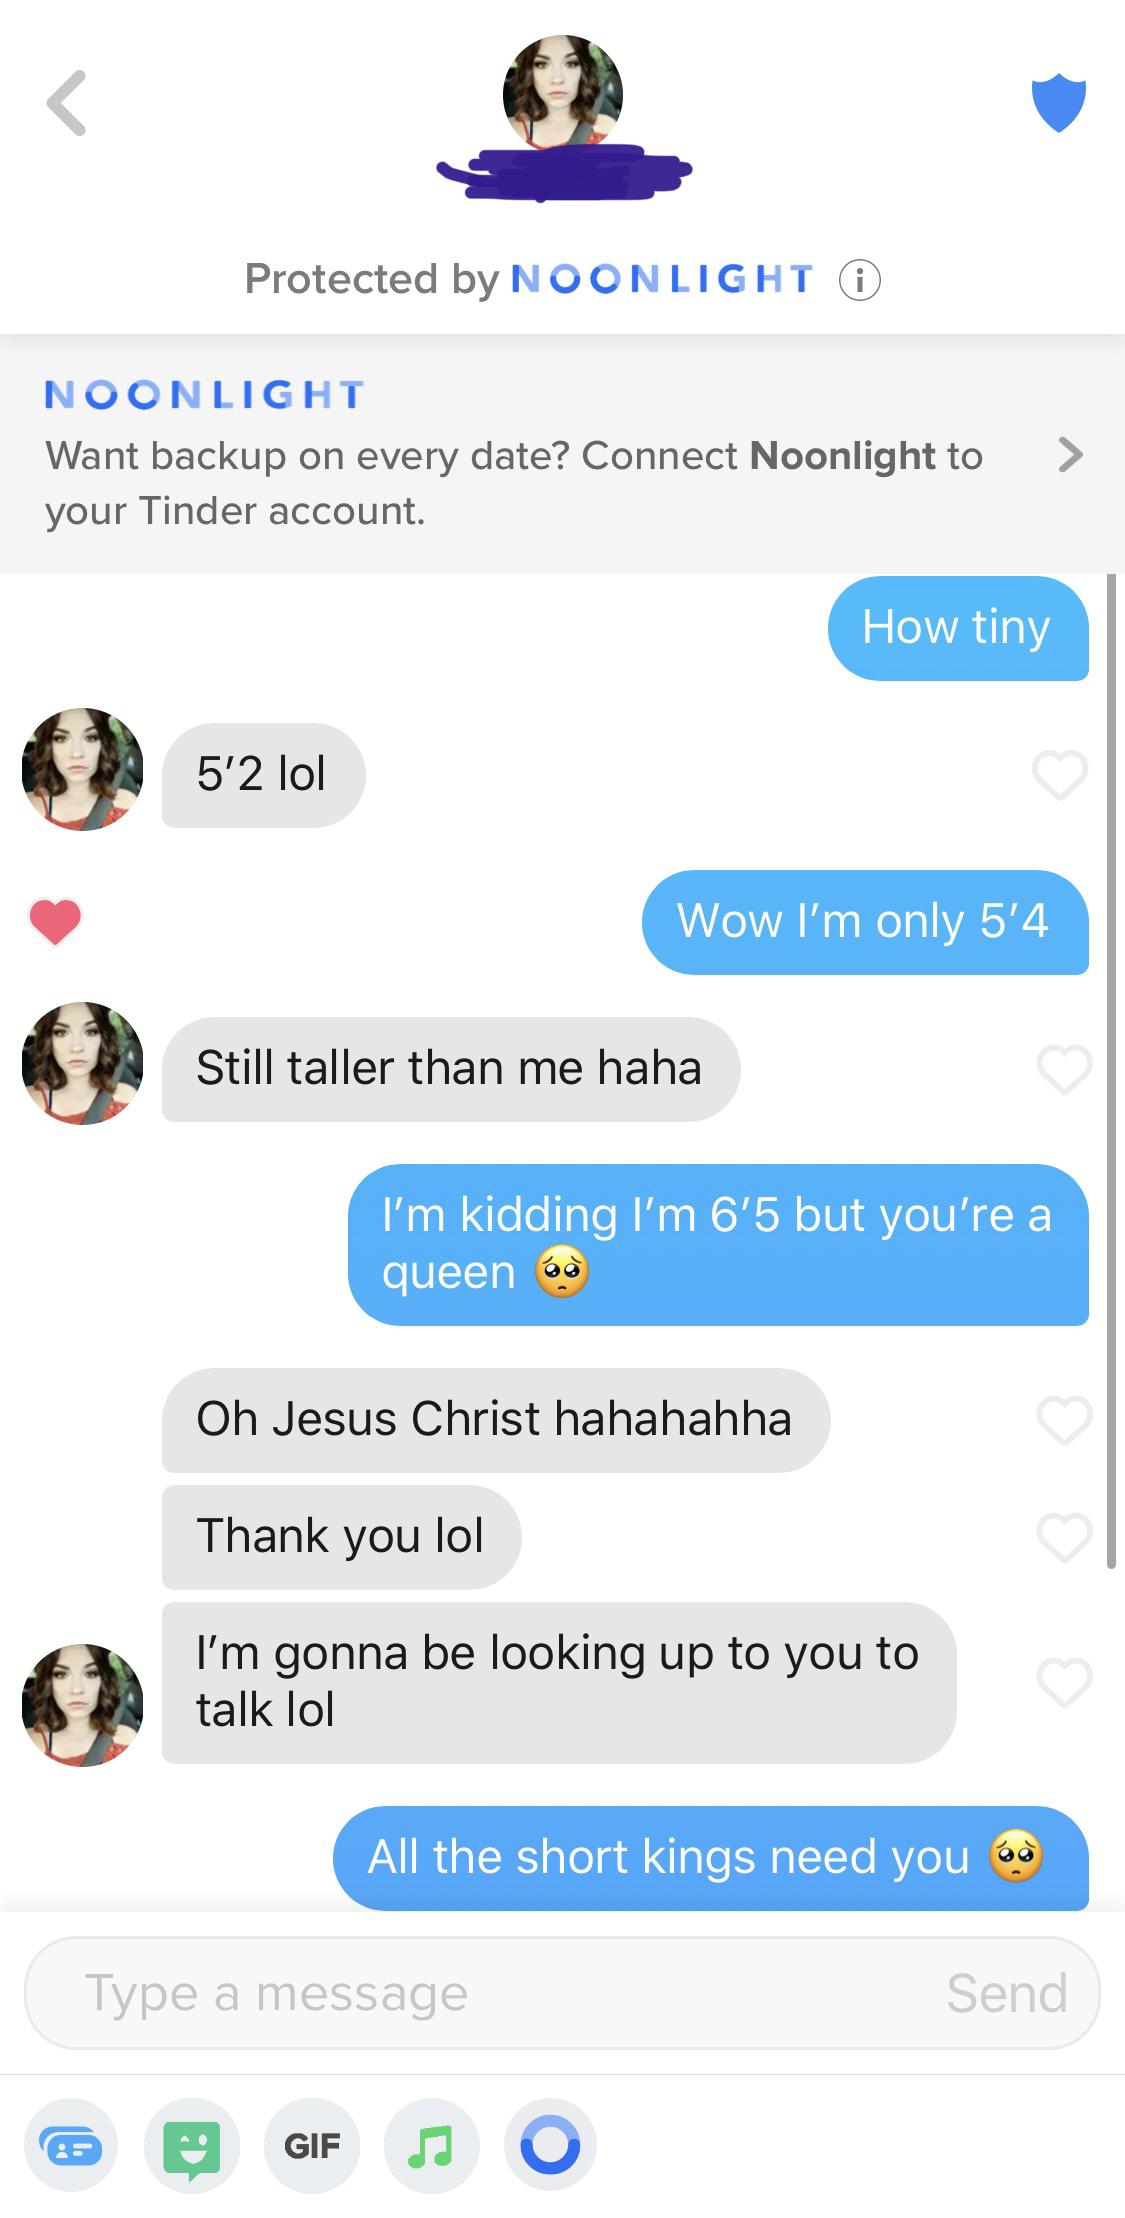 Protected by NOONLIGHT i
NOONLIGHT
Want backup on every date? Connect Noonlight to
your Tinder account.
How tiny
5’2 lol
Wow I’m only 5’4
Still taller than me haha
I’m kidding I’m 6’5 but you’re a
queen 🥺
Oh Jesus Christ hahahahha
Thank you lol
I’m gonna be looking up to you to
talk lol
All the short kings need you 🥺
Type a message Send
GIF